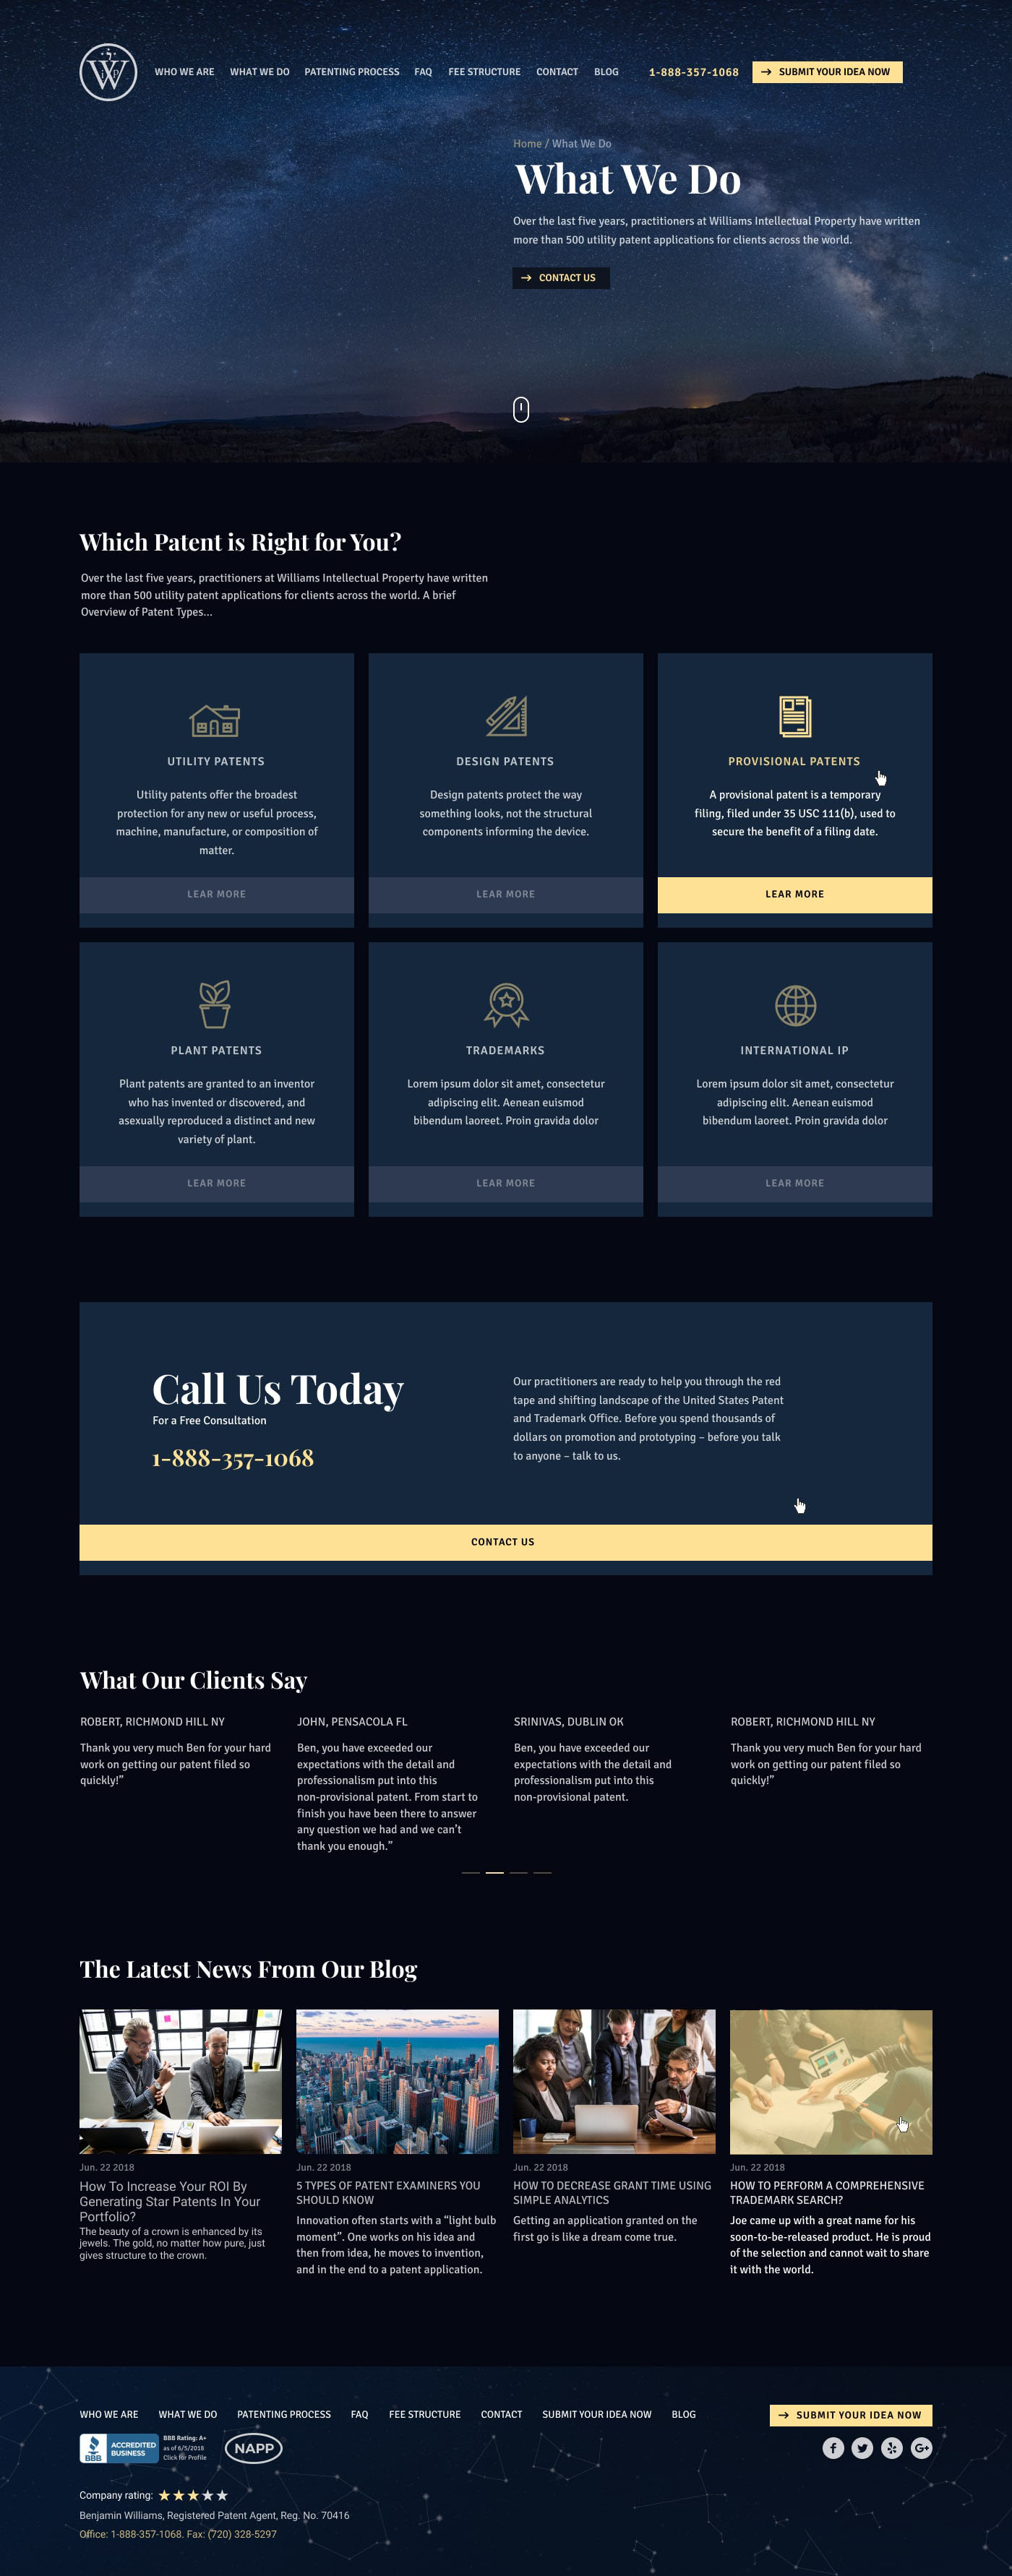 W
IP
WHO WE ARE WHAT WE DO PATENTING PROCESS FAQ FEE STRUCTURE CONTACT BLOG 1-888-357-1068 SUBMIT YOUR IDEA NOW
Home / What We Do
What We Do
Over the last five years, practitioners at Williams Intellectual Property have written
more than 500 utility patent applications for clients across the world.
CONTACT US
Which Patent is Right for You?
Over the last five years, practitioners at Williams Intellectual Property have written
more than 500 utility patent applications for clients across the world. A brief
Overview of Patent Types...
UTILITY PATENTS
Utility patents offer the broadest
protection for any new or useful process,
machine, manufacture, or composition of
matter.
LEAR MORE
DESIGN PATENTS
Design patents protect the way
something looks, not the structural
components informing the device.
LEAR MORE
PROVISIONAL PATENTS
A provisional patent is a temporary
filing, filed under 35 USC 111(b), used to
secure the benefit of a filing date.
LEAR MORE
PLANT PATENTS
Plant patents are granted to an inventor
who has invented or discovered, and
asexually reproduced a distinct and new
variety of plant.
LEAR MORE
TRADEMARKS
Lorem ipsum dolor sit amet, consectetur
adipiscing elit. Aenean euismod
bibendum laoreet. Proin gravida dolor
LEAR MORE
INTERNATIONAL IP
Lorem ipsum dolor sit amet, consectetur
adipiscing elit. Aenean euismod
bibendum laoreet. Proin gravida dolor
LEAR MORE
Call Us Today
For a Free Consultation
1-888-357-1068
Our practitioners are ready to help you through the red
tape and shifting landscape of the United States Patent
and Trademark Office. Before you spend thousands of
dollars on promotion and prototyping – before you talk
to anyone – talk to us.
CONTACT US
What Our Clients Say
ROBERT, RICHMOND HILL NY
Thank you very much Ben for your hard
work on getting our patent filed so
quickly!”
JOHN, PENSACOLA FL
Ben, you have exceeded our
expectations with the detail and
professionalism put into this
non-provisional patent. From start to
finish you have been there to answer
any question we had and we can’t
thank you enough.”
SRINIVAS, DUBLIN OK
Ben, you have exceeded our
expectations with the detail and
professionalism put into this
non-provisional patent.
ROBERT, RICHMOND HILL NY
Thank you very much Ben for your hard
work on getting our patent filed so
quickly!”
The Latest News From Our Blog
Jun. 22 2018
How To Increase Your ROI By
Generating Star Patents In Your
Portfolio?
The beauty of a crown is enhanced by its
jewels. The gold, no matter how pure, just
gives structure to the crown.
Jun. 22 2018
5 TYPES OF PATENT EXAMINERS YOU
SHOULD KNOW
Innovation often starts with a “light bulb
moment”. One works on his idea and
then from idea, he moves to invention,
and in the end to a patent application.
Jun. 22 2018
HOW TO DECREASE GRANT TIME USING
SIMPLE ANALYTICS
Getting an application granted on the
first go is like a dream come true.
Jun. 22 2018
HOW TO PERFORM A COMPREHENSIVE
TRADEMARK SEARCH?
Joe came up with a great name for his
soon-to-be-released product. He is proud
of the selection and cannot wait to share
it with the world.
WHO WE ARE WHAT WE DO PATENTING PROCESS FAQ FEE STRUCTURE CONTACT SUBMIT YOUR IDEA NOW BLOG
SUBMIT YOUR IDEA NOW
BBB
ACCREDITED
BUSINESS
BBB Rating: A+
as of 6/5/2018
Click for Profile
NAPP
f G+
Company rating:
Benjamin Williams, Registered Patent Agent, Reg. No. 70416
Office: 1-888-357-1068. Fax: (720) 328-5297